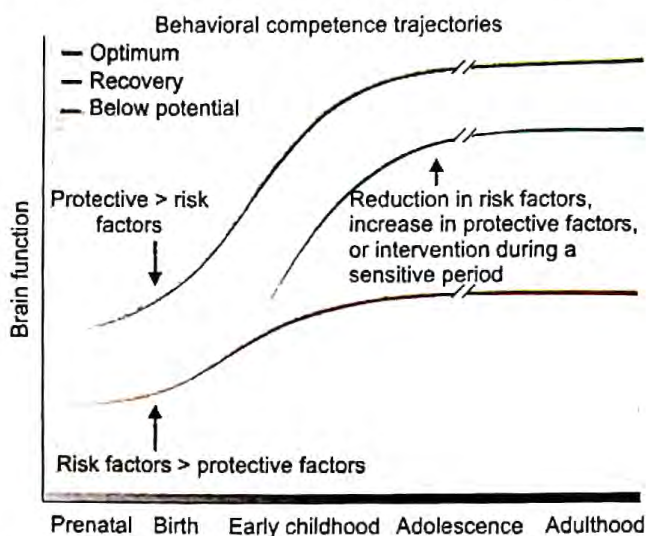 Behavioral competence trajectories
Optimum
Recovery
Below potential
Protective > risk
factors
Reduction in risk factors,
increase in protective factors,
or intervention during a
sensitive period
Brain function
Risk factors > protective factors
Prenatal Birth Early childhood Adolescence Adulthood